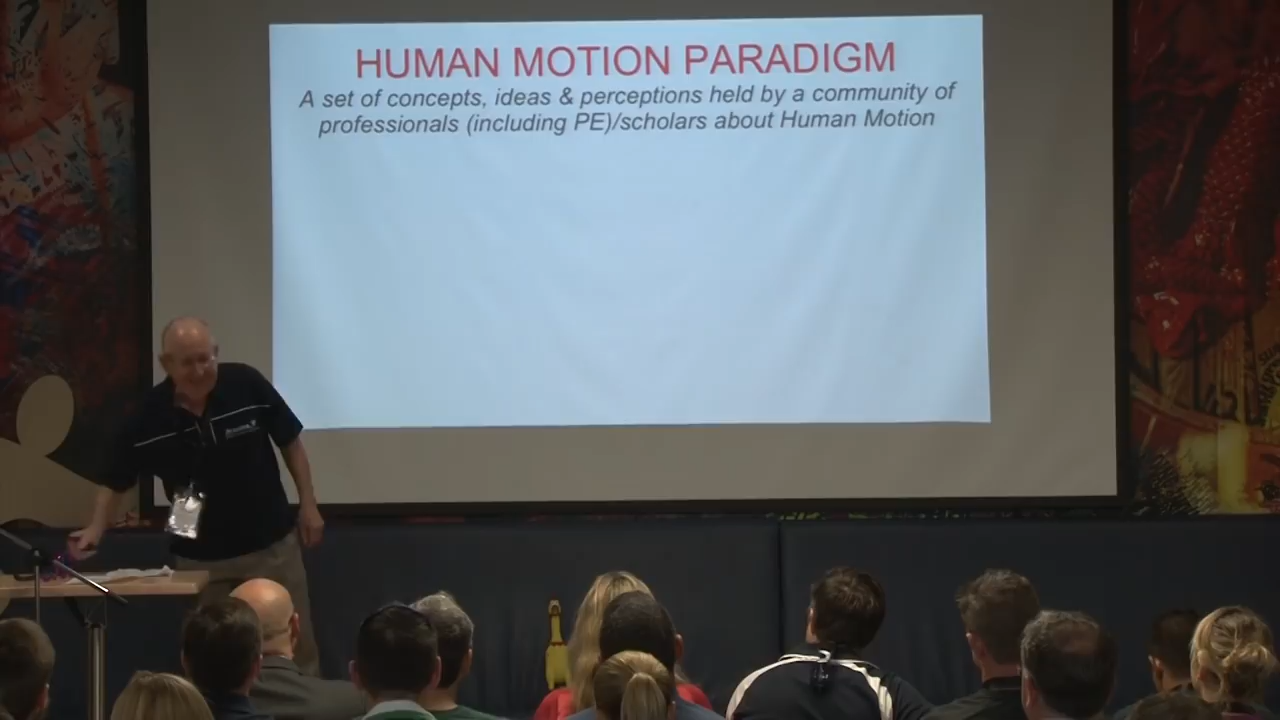 HUMAN MOTION PARADIGM
A set of concepts, ideas & perceptions held by a community of
professionals (including PE)/scholars about Human Motion